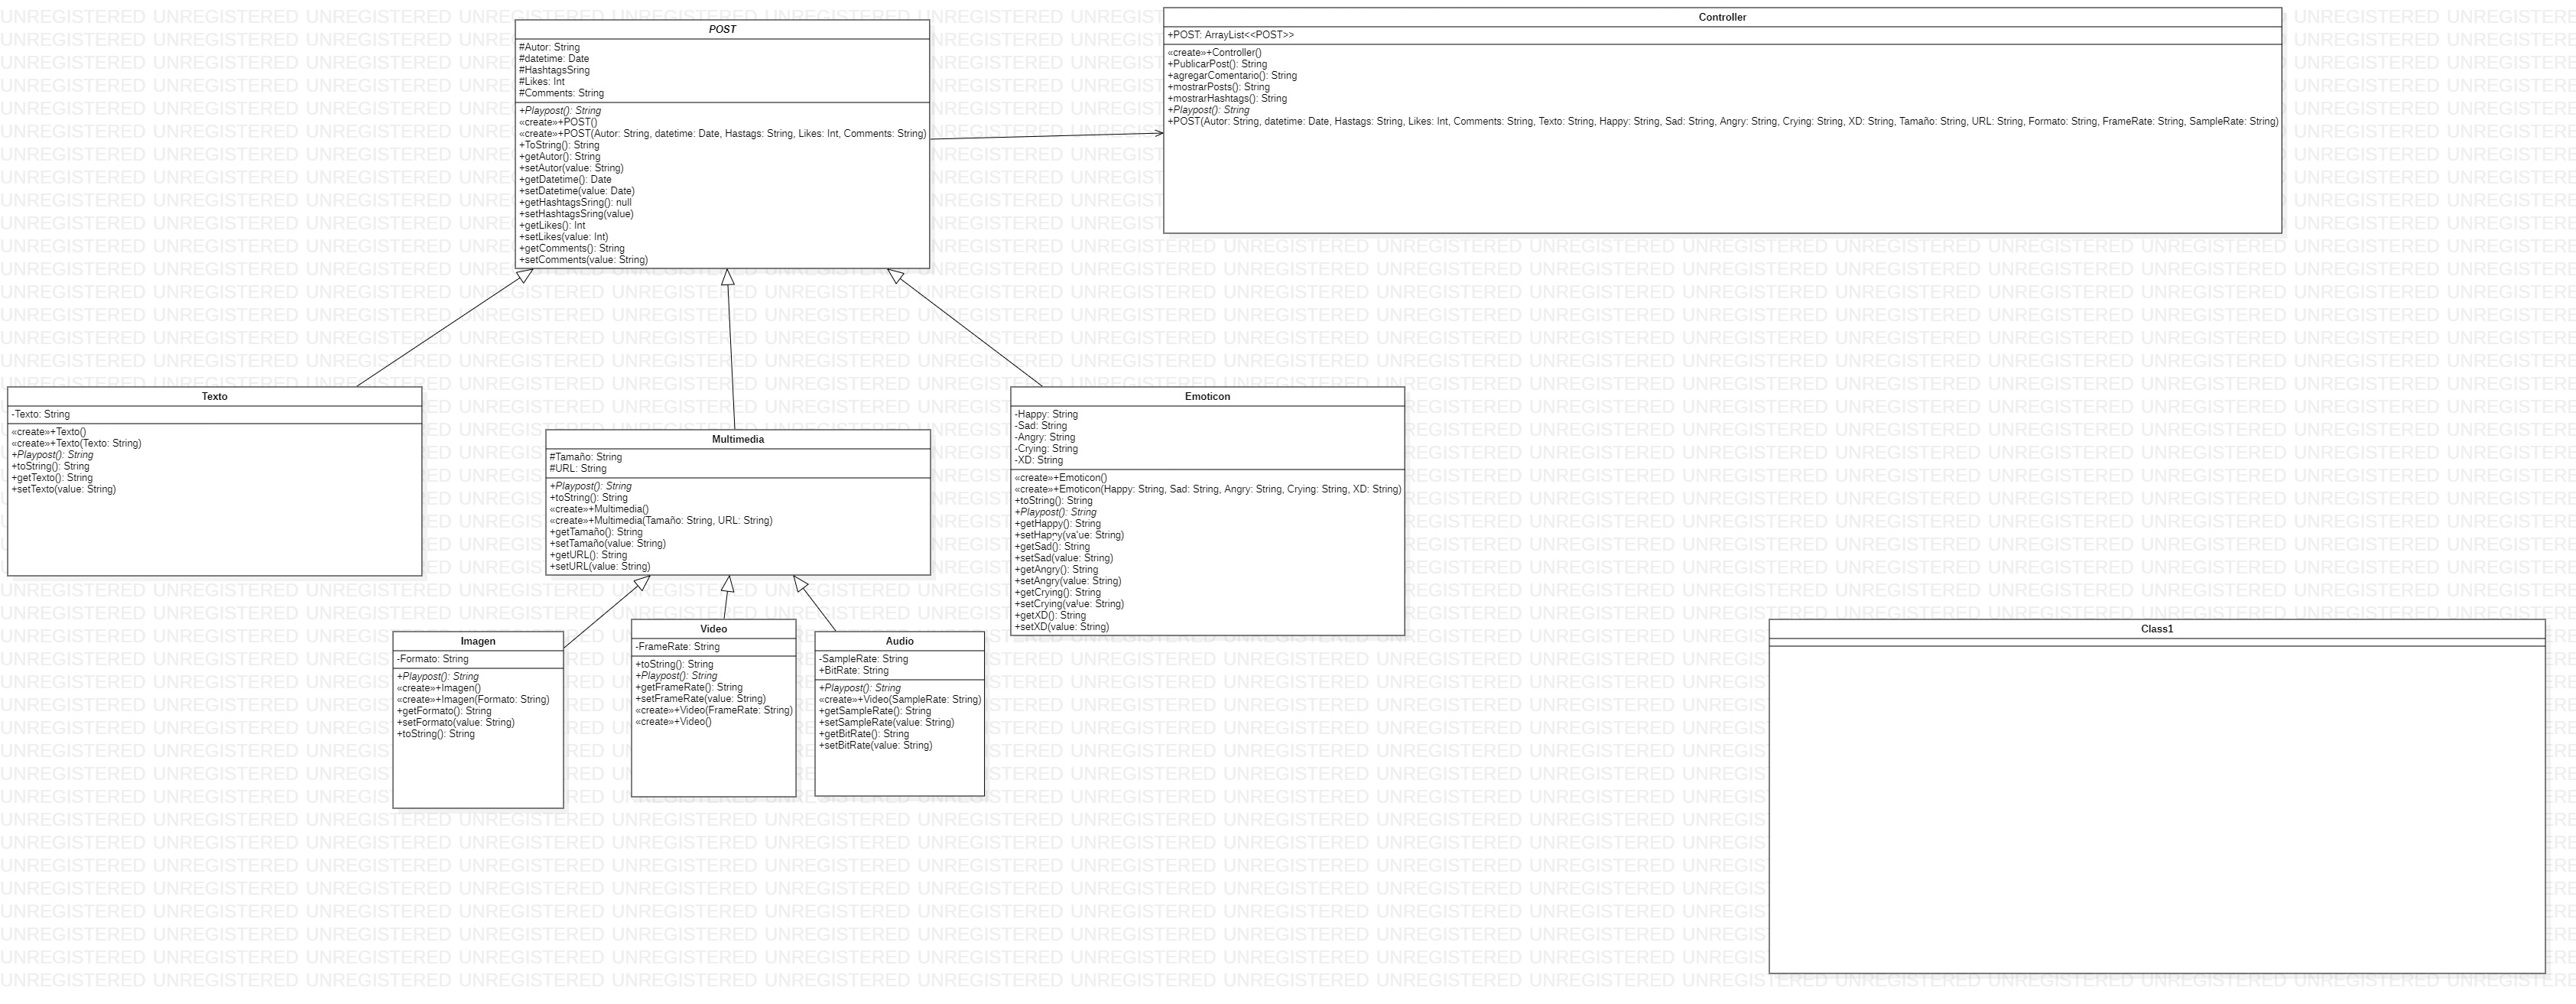 POST
#Autor: String
#datetime: Date
#HashtagsSring
#Likes: Int
#Comments: String
+Playpost(): String
«create»+POST()
«create»+POST(Autor: String, datetime: Date, Hastags: String, Likes: Int, Comments: String)
+ToString(): String
+getAutor(): String
+setAutor(value: String)
+getDatetime(): Date
+setDatetime(value: Date)
+getHashtagsSring(): null
+setHashtagsSring(value)
+getLikes(): Int
+setLikes(value: Int)
+getComments(): String
+setComments(value: String)
Controller
+POST: ArrayList<<POST>>
«create»+Controller()
+PublicarPost(): String
+agregarComentario(): String
+mostrarPosts(): String
+mostrarHashtags(): String
+Playpost(): String
+POST(Autor: String, datetime: Date, Hastags: String, Likes: Int, Comments: String, Texto: String, Happy: String, Sad: String, Angry: String, Crying: String, XD: String, Tamaño: String, URL: String, Formato: String, FrameRate: String, SampleRate: String)
Texto
-Texto: String
«create»+Texto()
«create»+Texto(Texto: String)
+Playpost(): String
+toString(): String
+getTexto(): String
+setTexto(value: String)
Multimedia
#Tamaño: String
#URL: String
+Playpost(): String
+toString(): String
«create»+Multimedia()
«create»+Multimedia(Tamaño: String, URL: String)
+getTamaño(): String
+setTamaño(value: String)
+getURL(): String
+setURL(value: String)
Emoticon
-Happy: String
-Sad: String
-Angry: String
-Crying: String
-XD: String
«create»+Emoticon()
«create»+Emoticon(Happy: String, Sad: String, Angry: String, Crying: String, XD: String)
+toString(): String
+Playpost(): String
+getHappy(): String
+setHappy(value: String)
+getSad(): String
+setSad(value: String)
+getAngry(): String
+setAngry(value: String)
+getCrying(): String
+setCrying(value: String)
+getXD(): String
+setXD(value: String)
Imagen
-Formato: String
+Playpost(): String
«create»+Imagen()
«create»+Imagen(Formato: String)
+getFormato(): String
+setFormato(value: String)
+toString(): String
Video
-FrameRate: String
+toString(): String
+Playpost(): String
+getFrameRate(): String
+setFrameRate(value: String)
«create»+Video(FrameRate: String)
«create»+Video()
Audio
-SampleRate: String
+BitRate: String
+Playpost(): String
«create»+Video(SampleRate: String)
+getSampleRate(): String
+setSampleRate(value: String)
+getBitRate(): String
+setBitRate(value: String)
Class1
UNREGISTERED